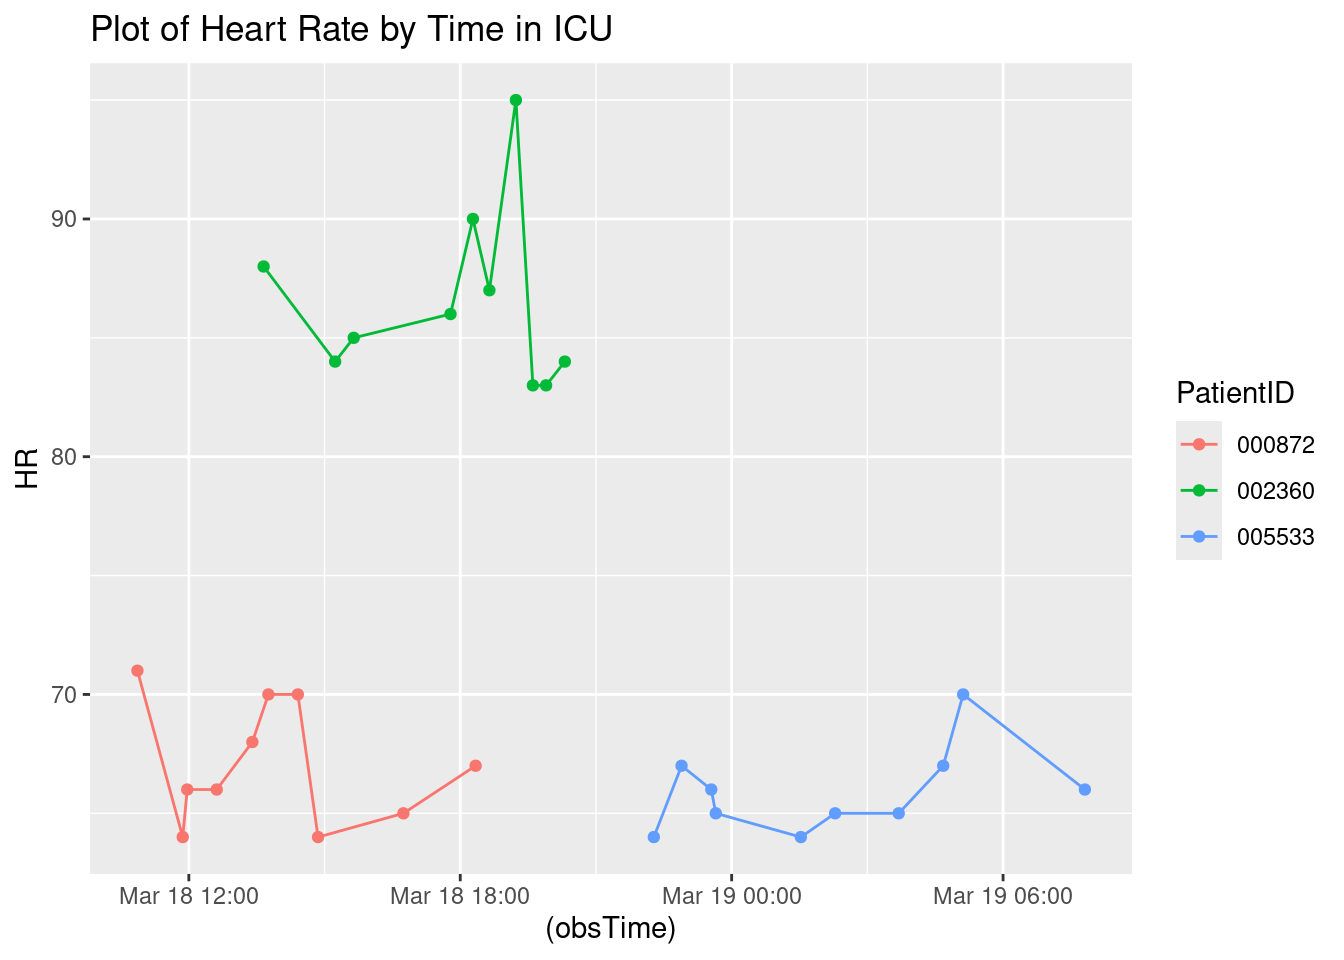 Plot of Heart Rate by Time in ICU
90
80
70
HR
Mar 18 12:00 Mar 18 18:00 Mar 19 00:00 Mar 19 06:00
(obsTime)
PatientID
000872
002360
005533